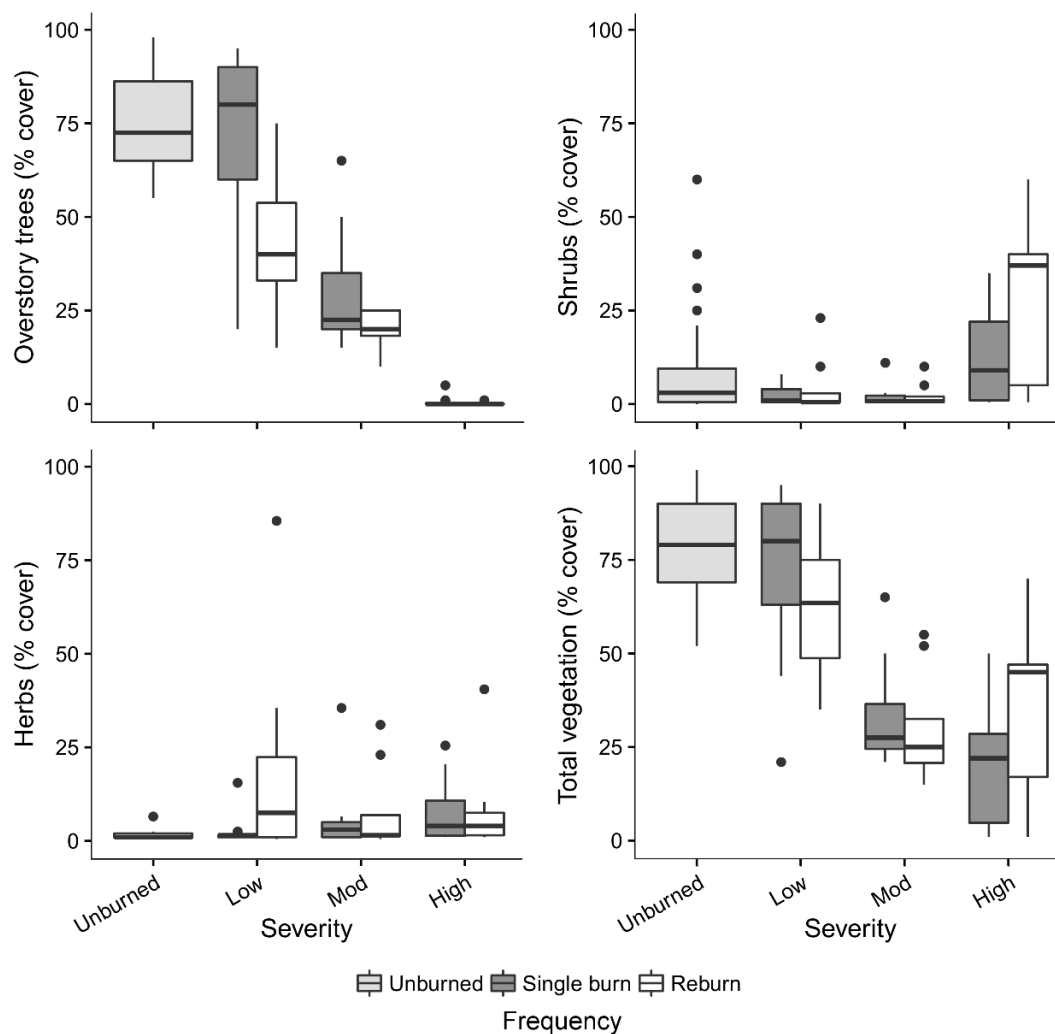 Overstory trees (% cover)
100
75
50
25
0
Shrubs (% cover)
100
75
50
25
0
Herbs (% cover)
100
75
50
25
0
Unburned
Low
Mod
High
Severity
Total vegetation (% cover)
100
75
50
25
0
Unburned
Low
Mod
High
Severity
Unburned Single burn Reburn
Frequency